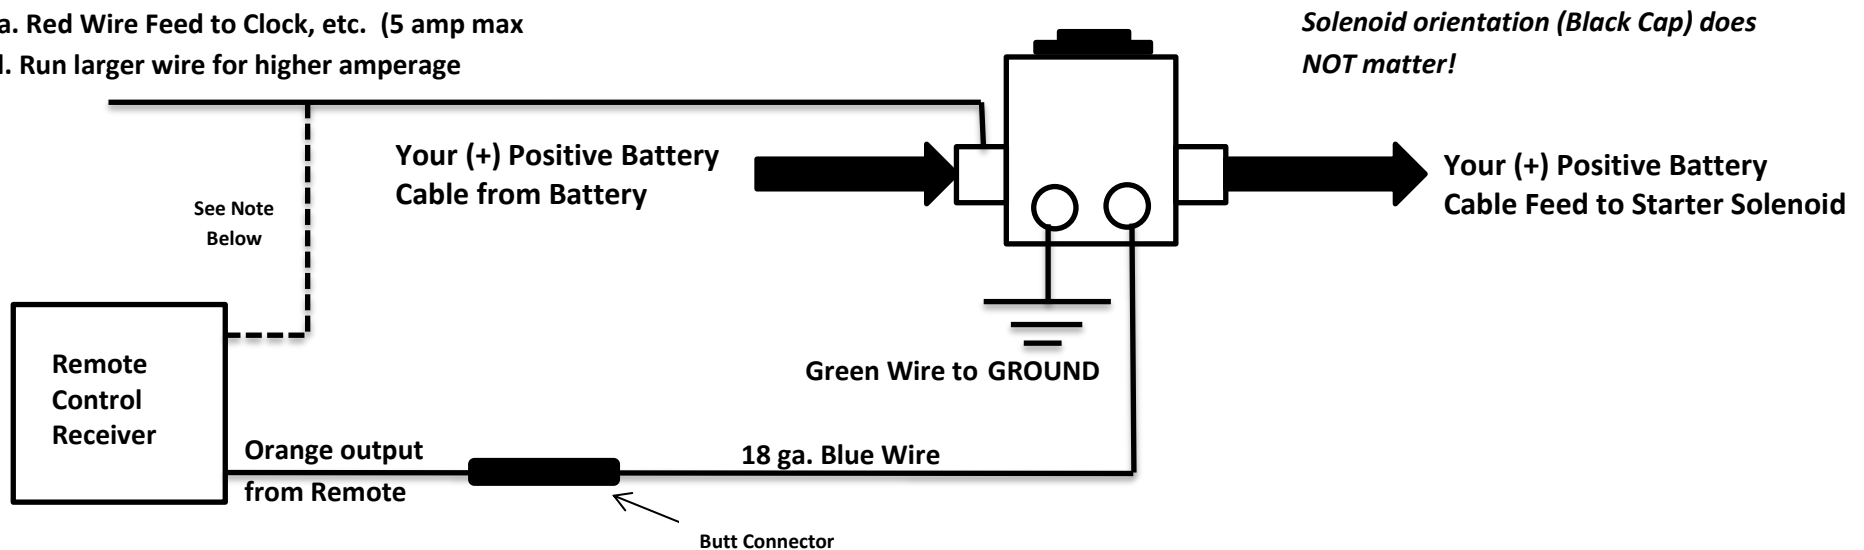 a. Red Wire Feed to Clock, etc. (5 amp max
. Run larger wire for higher amperage
Solenoid orientation (Black Cap) does
NOT matter!
Your (+) Positive Battery
Cable from Battery
Your (+) Positive Battery
Cable Feed to Starter Solenoid
See Note
Below
Remote
Control
Receiver
Green Wire to GROUND
Orange output
from Remote
18 ga. Blue Wire
Butt Connector